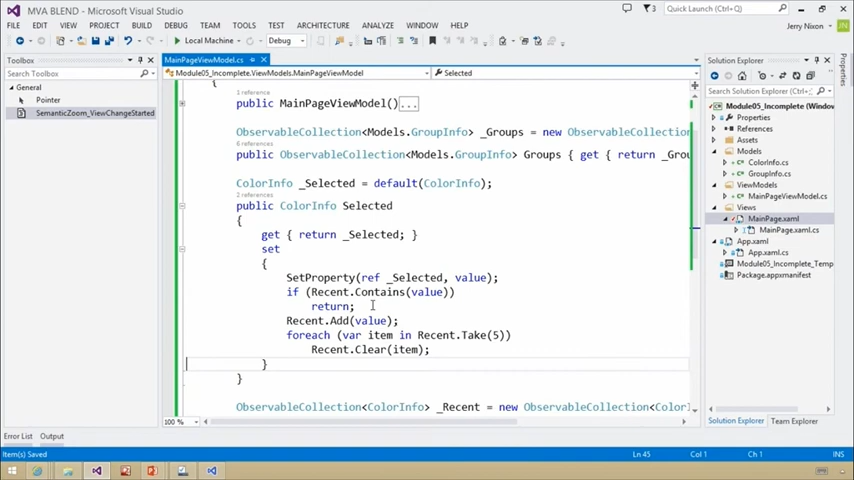 MVA BLEND - Microsoft Visual Studio
Quick Launch (Ctrl+Q)
FILE EDIT VIEW PROJECT BUILD DEBUG TEAM TOOLS TEST ARCHITECTURE ANALYZE WINDOW HELP
Jerry Nixon
Local Machine Debug
Toolbox
Search Toolbox
General
Pointer
SemanticZoom_ViewChangeStarted
MainPageViewModel.cs
Module05_Incomplete.ViewModels.MainPageViewModel
Selected
{
1 reference
public MainPageViewModel()...
ObservableCollection<Models.GroupInfo> _Groups = new ObservableCollection
6 references
public ObservableCollection<Models.GroupInfo> Groups { get { return _Grou
ColorInfo _Selected = default(ColorInfo);
2 references
public ColorInfo Selected
{
get { return _Selected; }
set
{
SetProperty(ref _Selected, value);
if (Recent.Contains(value))
return;
Recent.Add(value);
foreach (var item in Recent.Take(5))
Recent.Clear(item);
}
}
ObservableCollection<ColorInfo> _Recent = new ObservableCollection<Color
100 %
Solution Explorer
Search Solution Explorer (Ctrl+
Module05_Incomplete (Window
Properties
References
Assets
Models
ColorInfo.cs
GroupInfo.cs
ViewModels
MainPageViewModel.cs
Views
MainPage.xaml
MainPage.xaml.cs
App.xaml
App.xaml.cs
Module05_Incomplete_Temp
Package.appxmanifest
Solution Explorer Team Explorer
Properties
Error List Output
Item(s) Saved
Ln 45 Col 1 Ch 1 INS